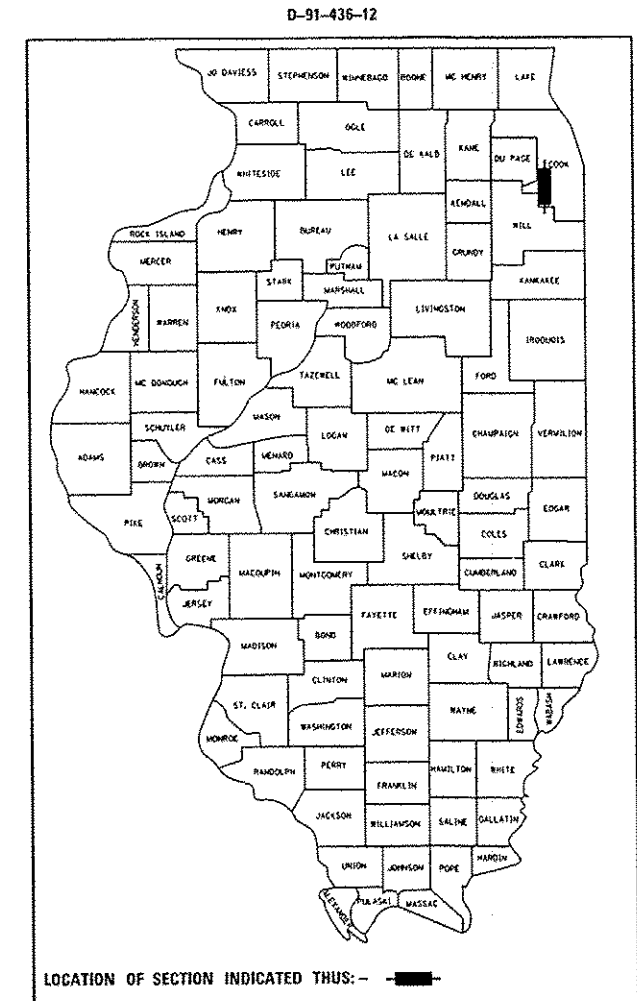 D-91-436-12
JO DAVIESS STEPHENSON WINNEBAGO BOONE MC HENRY LAKE
CARROLL OGLE DE KALB KANE DU PAGE COOK
WHITESIDE LEE KENDALL WILL
ROCK ISLAND HENRY BUREAU LA SALLE GRUNDY
MERCER STARK PUTNAM MARSHALL KANKAKEE
HENDERSON WARREN KNOX PEORIA WOODFORD LIVINGSTON IROQUOIS
HANCOCK MC DONOUGH FULTON TAZEWELL MC LEAN FORD
SCHUYLER MASON LOGAN DE WITT CHAMPAIGN VERMILION
ADAMS BROWN CASS MENARD MACON PIATT
PIKE SCOTT MORGAN SANGAMON CHRISTIAN MOULTRIE DOUGLAS EDGAR
COLES
CALHOUN GREENE MACOUPIN MONTGOMERY SHELBY CUMBERLAND CLARK
JERSEY FAYETTE EFFINGHAM JASPER CRAWFORD
MADISON BOND CLAY RICHLAND LAWRENCE
CLINTON MARION
ST. CLAIR WASHINGTON JEFFERSON WAYNE EDWARDS WABASH
MONROE
RANDOLPH PERRY FRANKLIN HAMILTON WHITE
JACKSON WILLIAMSON SALINE GALLATIN
UNION JOHNSON POPE HARDIN
ALEXANDER PULASKI MASSAC
LOCATION OF SECTION INDICATED THUS: -